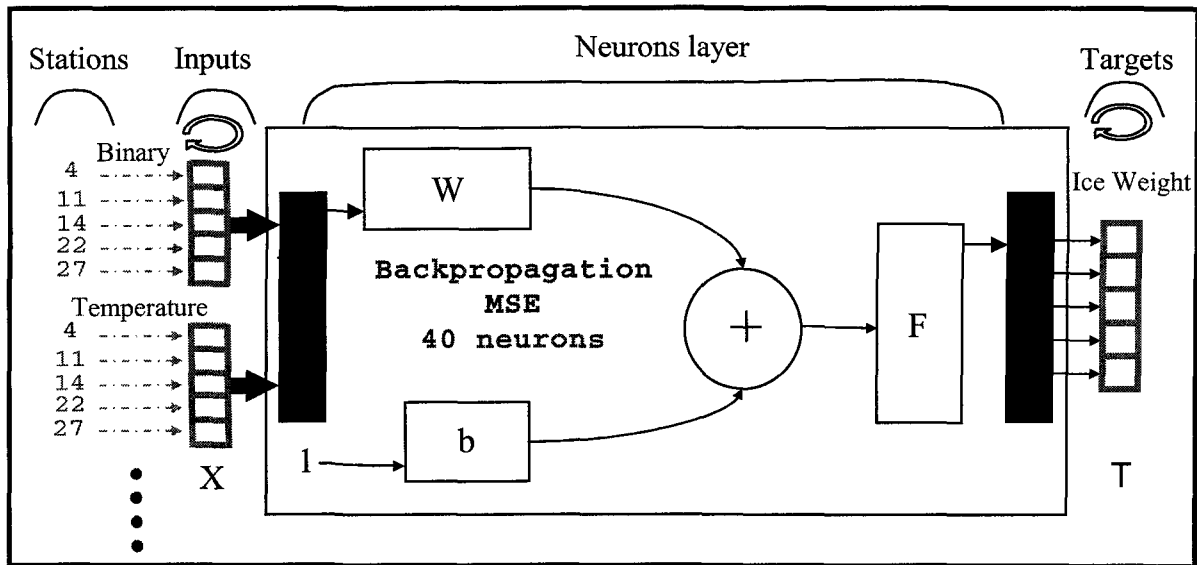 Neurons layer
Stations Inputs Targets
Binary
4
11
14
22
27
Temperature
4
11
14
22
27
X
W
Backpropagation
MSE
40 neurons
1
b
+
F
Ice Weight
T